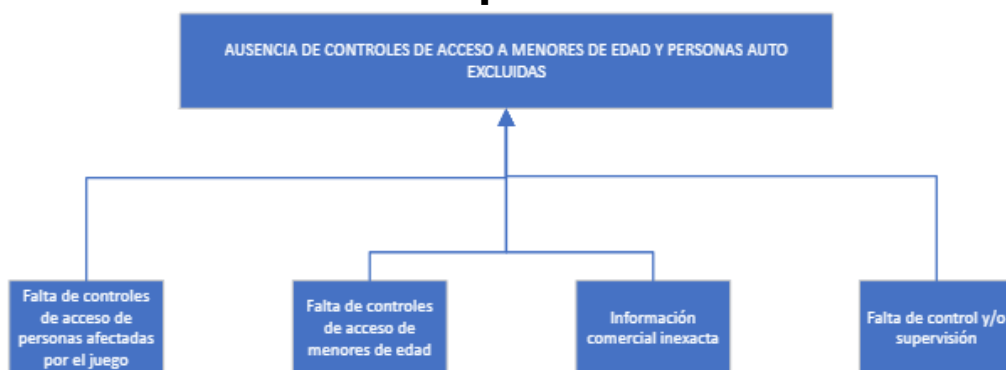 AUSENCIA DE CONTROLES DE ACCESO A MENORES DE EDAD Y PERSONAS AUTO
EXCLUIDAS
Falta de controles
de acceso de
personas afectadas
por el juego
Falta de controles
de acceso de
menores de edad
Información
comercial inexacta
Falta de control y/o
supervisión